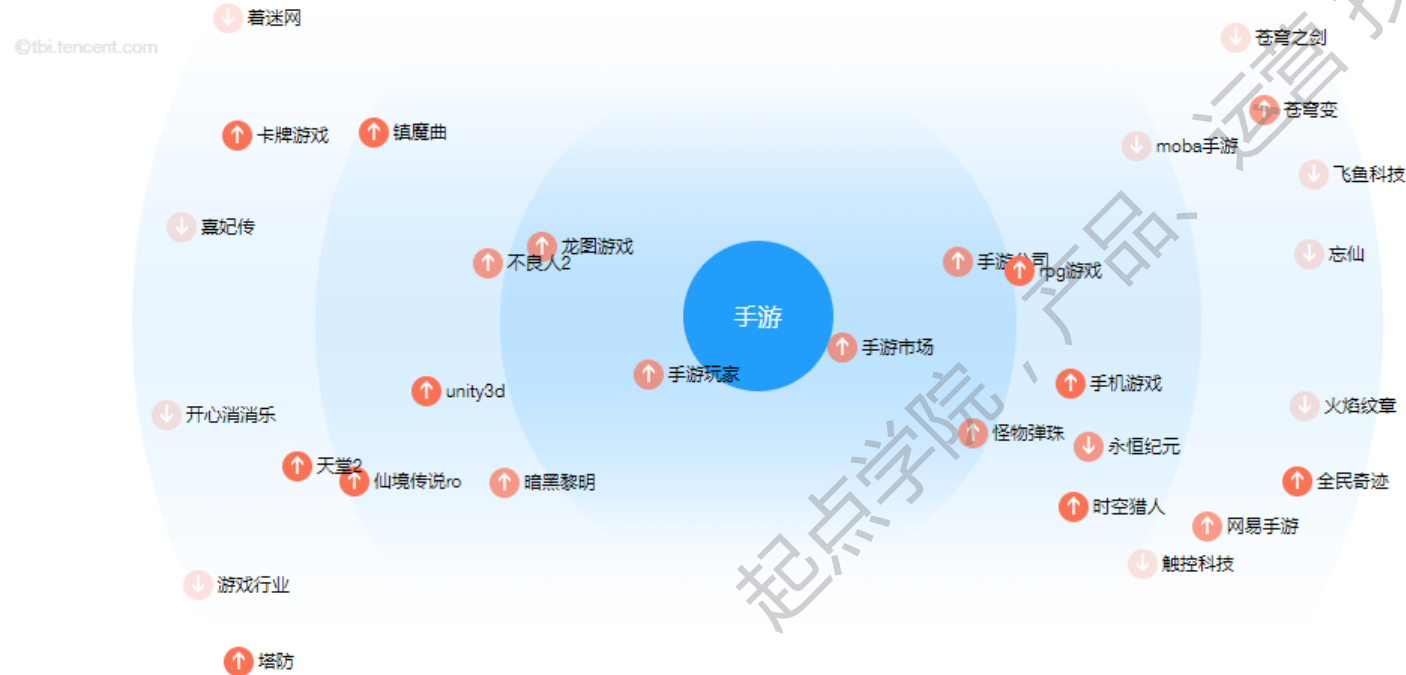 着迷网
©tbi.tencent.com
苍穹之剑
苍穹变
卡牌游戏
镇魔曲
moba手游
飞鱼科技
熹妃传
龙图游戏
不良人2
忘仙
手游公司
rpg游戏
手游
手游市场
手游玩家
手机游戏
unity3d
火焰纹章
开心消消乐
怪物弹珠
永恒纪元
天堂2
仙境传说ro
暗黑黎明
全民奇迹
时空猎人
网易手游
触控科技
游戏行业
塔防
起点学院,产品、运营